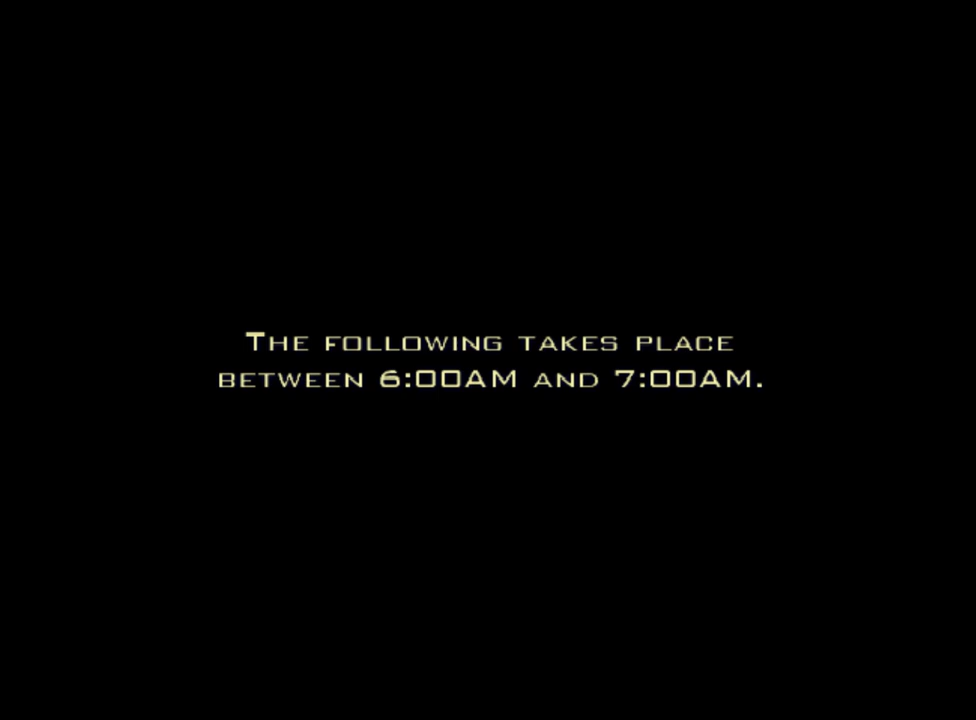 The following takes place
between 6:00AM and 7:00AM.